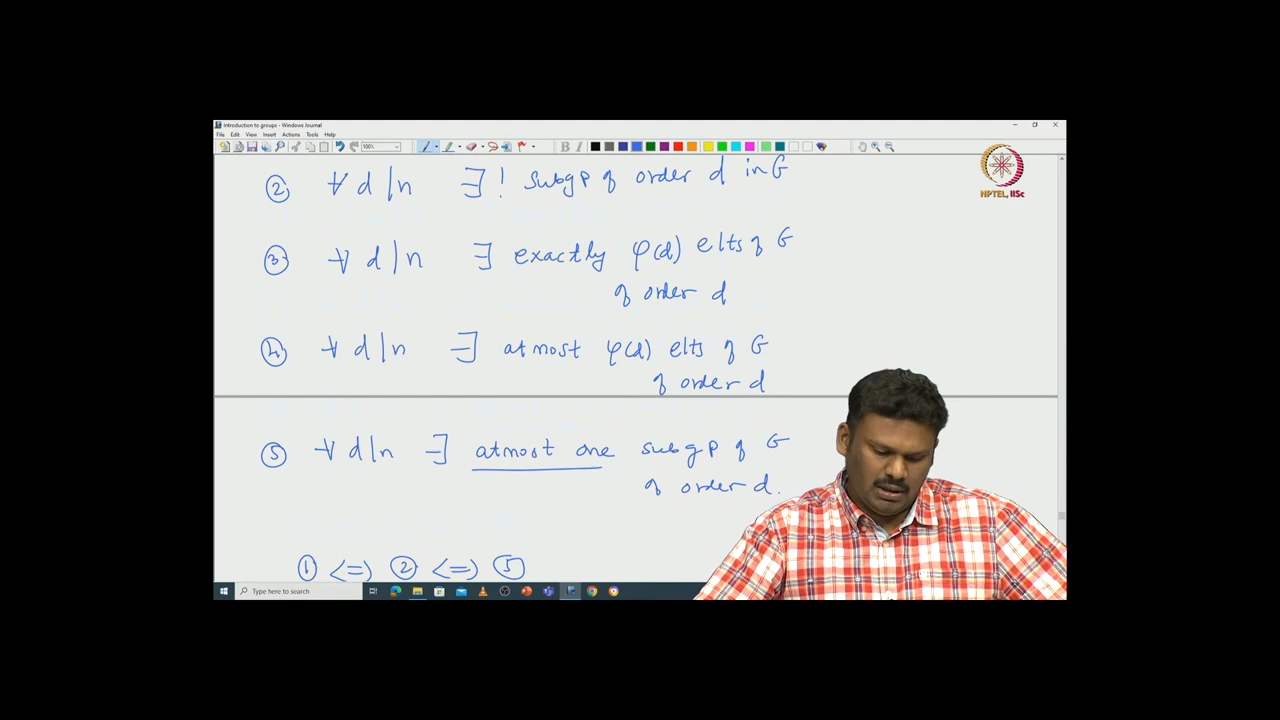 Introduction to groups - Windows Journal
File Edit View Insert Actions Tools Help
100%
B I
NPTEL, IISc
② ∀ d | n ∃ ! subgp of order d in G
③ ∀ d | n ∃ exactly φ(d) elts of G
of order d
④ ∀ d | n ∃ atmost φ(d) elts of G
of order d
⑤ ∀ d | n ∃ atmost one subgp of G
of order d.
① <=> ② <=> ⑤
Type here to search